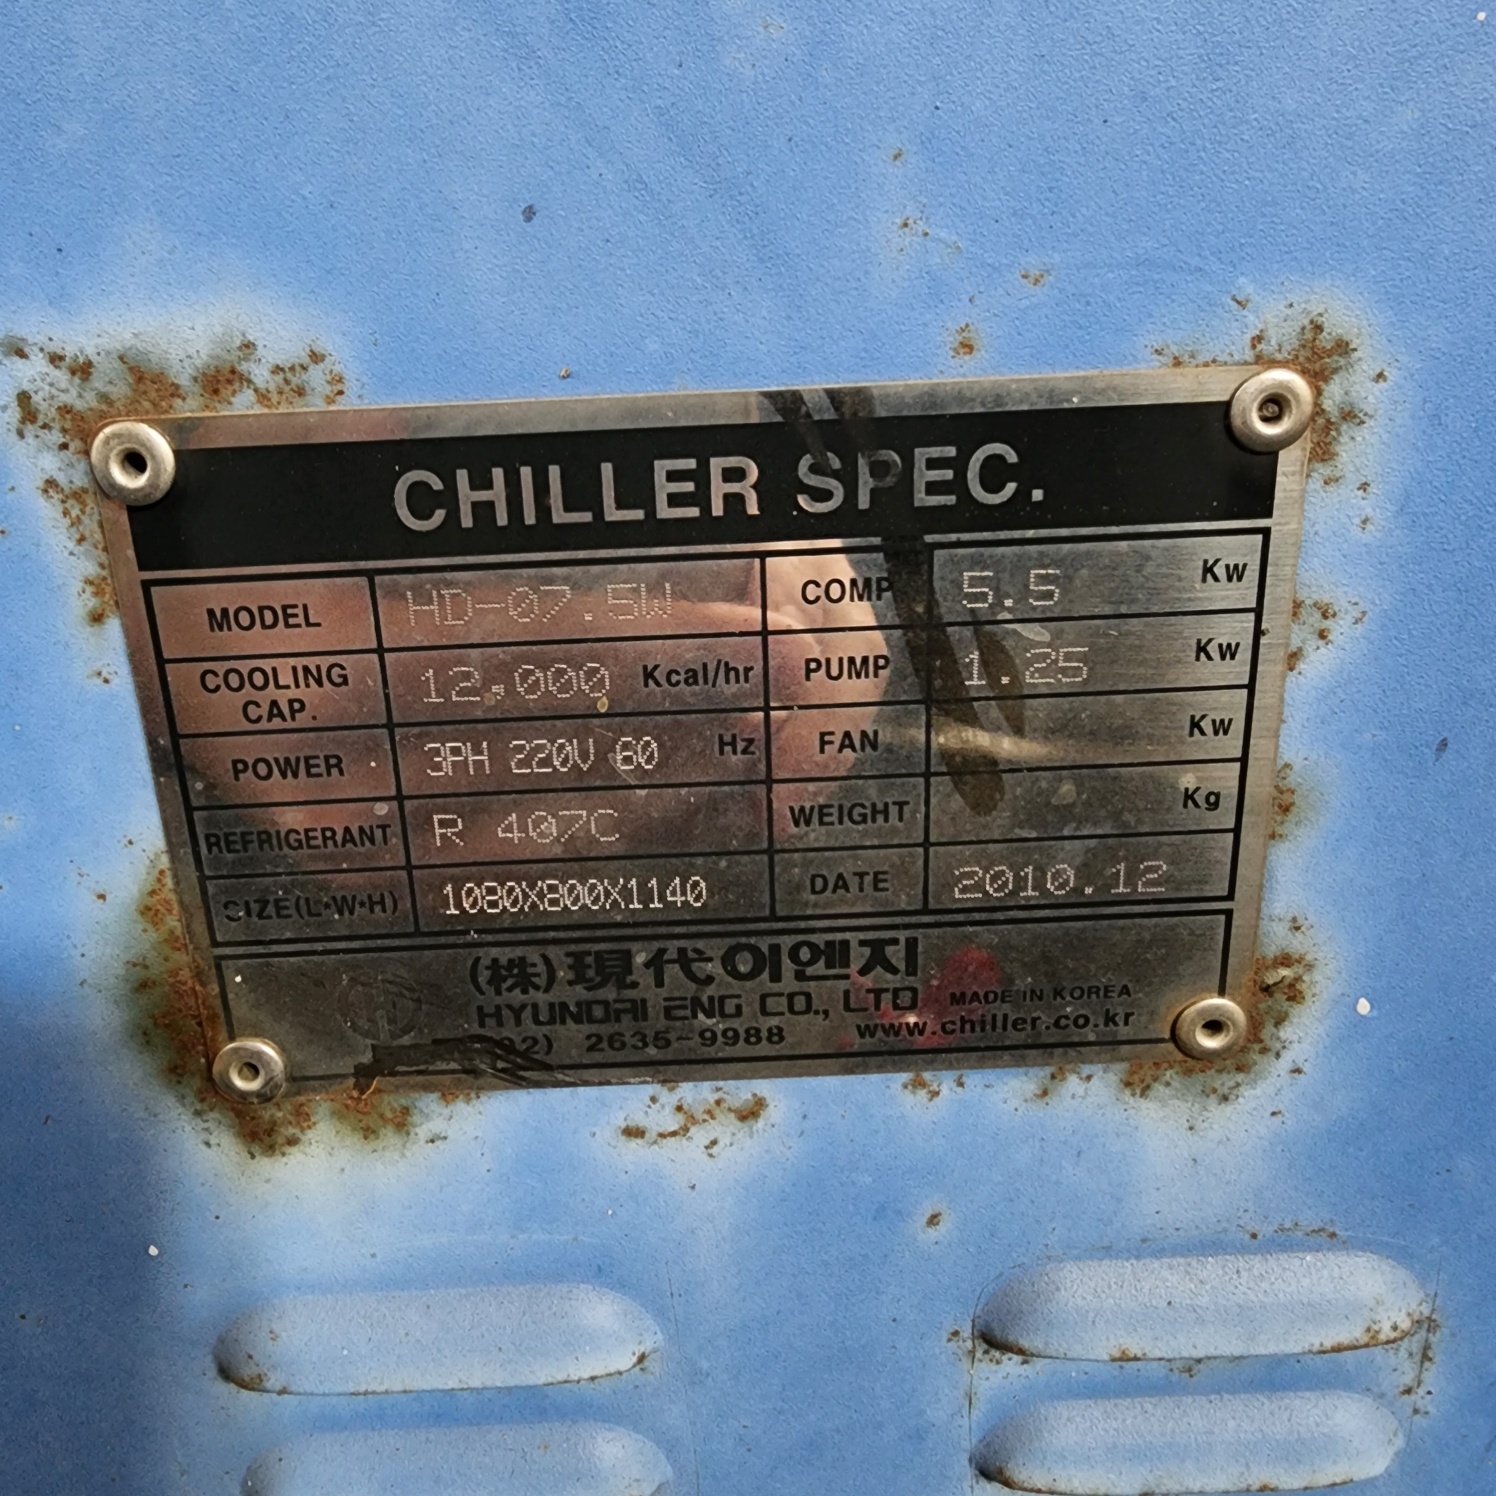 CHILLER SPEC.
MODEL HD-07.5W COMP 5.5 Kw
COOLING CAP. 12,000 Kcal/hr PUMP 1.25 Kw
POWER 3PH 220V 60 Hz FAN Kw
REFRIGERANT R 407C WEIGHT Kg
SIZE(L*W*H) 1080X800X1140 DATE 2010.12
(株)現代이엔지
HYUNDAI ENG CO., LTD MADE IN KOREA
2635-9988 www.chiller.co.kr